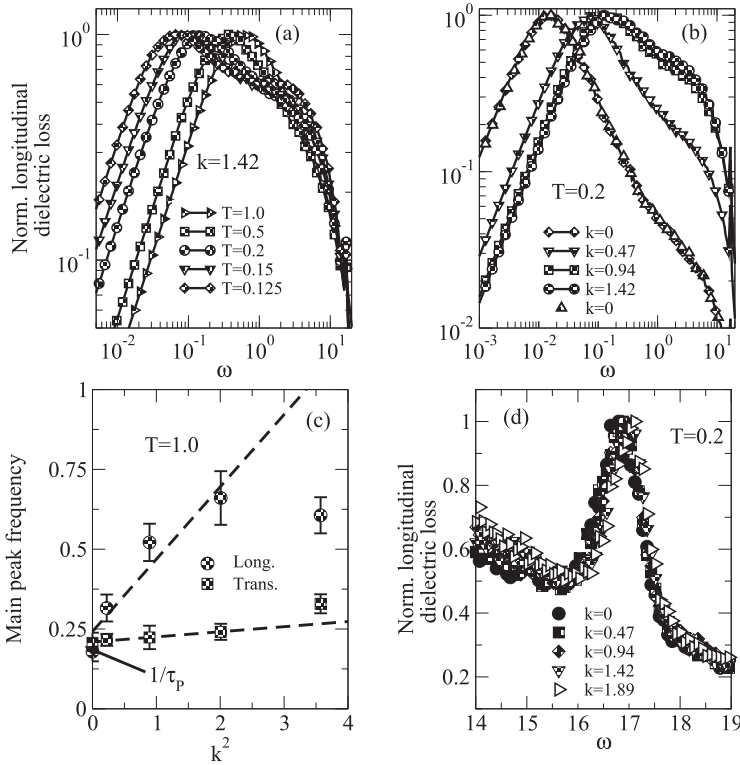 Norm. longitudinal
dielectric loss
10^0
10^-1
(a)
k=1.42
T=1.0
T=0.5
T=0.2
T=0.15
T=0.125
10^-2 10^-1 10^0 10^1
ω
10^0
10^-1
10^-2
(b)
T=0.2
k=0
k=0.47
k=0.94
k=1.42
k=0
10^-3 10^-2 10^-1 10^0 10^1
ω
Main peak frequency
1
0.75
0.5
0.25
0
(c)
T=1.0
Long.
Trans.
1/τ_P
0 1 2 3 4
k^2
Norm. longitudinal
dielectric loss
1
0.8
0.6
0.4
0.2
(d)
T=0.2
k=0
k=0.47
k=0.94
k=1.42
k=1.89
14 15 16 17 18 19
ω